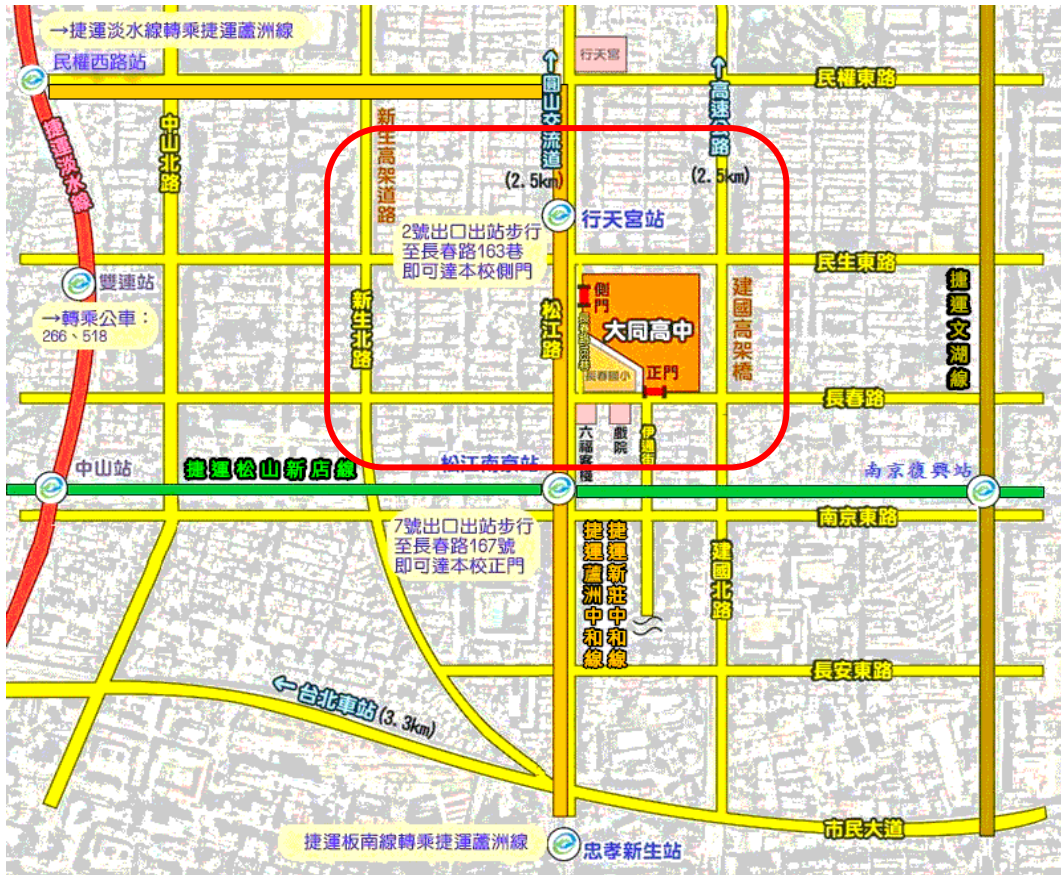 →捷運淡水線轉乘捷運蘆洲線
民權西路站
行天宮
民權東路
圓山交流道
(2.5km)
高速公路
(2.5km)
捷運淡水線
中山北路
新生高架道路
行天宮站
2號出口出站步行
至長春路163巷
即可達本校側門
民生東路
雙連站
→轉乘公車：
266、518
新生北路
松江路
側門
大同高中
長春國小
正門
建國高架橋
捷運文湖線
長春路
六福客棧
戲院
伊通街
中山站
捷運松山新店線
松江南京站
南京復興站
南京東路
7號出口出站步行
至長春路167號
即可達本校正門
捷運蘆洲中和線
捷運新莊中和線
建國北路
長安東路
←台北車站(3.3km)
市民大道
捷運板南線轉乘捷運蘆洲線
忠孝新生站